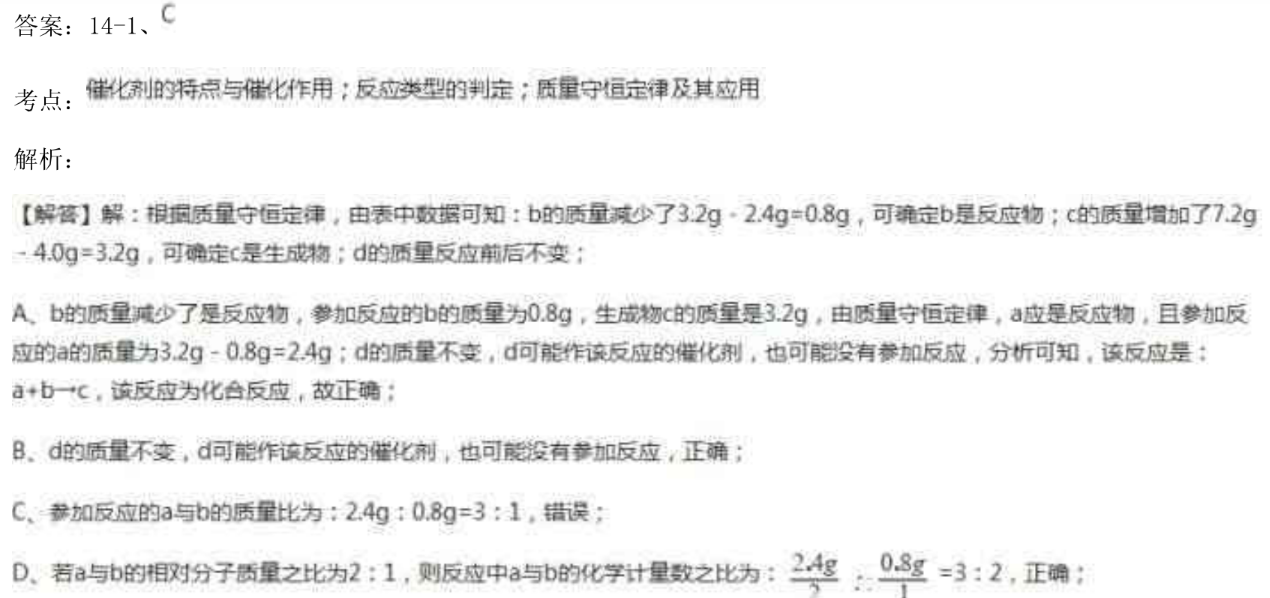 答案：14-1、C
考点：催化剂的特点与催化作用；反应类型的判定；质量守恒定律及其应用
解析：
【解答】解：根据质量守恒定律，由表中数据可知：b的质量减少了3.2g﹣2.4g=0.8g，可确定b是反应物；c的质量增加了7.2g
﹣4.0g=3.2g，可确定c是生成物；d的质量反应前后不变；
A、b的质量减少了是反应物，参加反应的b的质量为0.8g，生成物c的质量是3.2g，由质量守恒定律，a应是反应物，且参加反
应的a的质量为3.2g﹣0.8g=2.4g；d的质量不变，d可能作该反应的催化剂，也可能没有参加反应，分析可知，该反应是：
a+b→c，该反应为化合反应，故正确；
B、d的质量不变，d可能作该反应的催化剂，也可能没有参加反应，正确；
C、参加反应的a与b的质量比为：2.4g：0.8g=3：1，错误；
D、若a与b的相对分子质量之比为2：1，则反应中a与b的化学计量数之比为：2.4g/2：0.8g/1=3：2，正确；